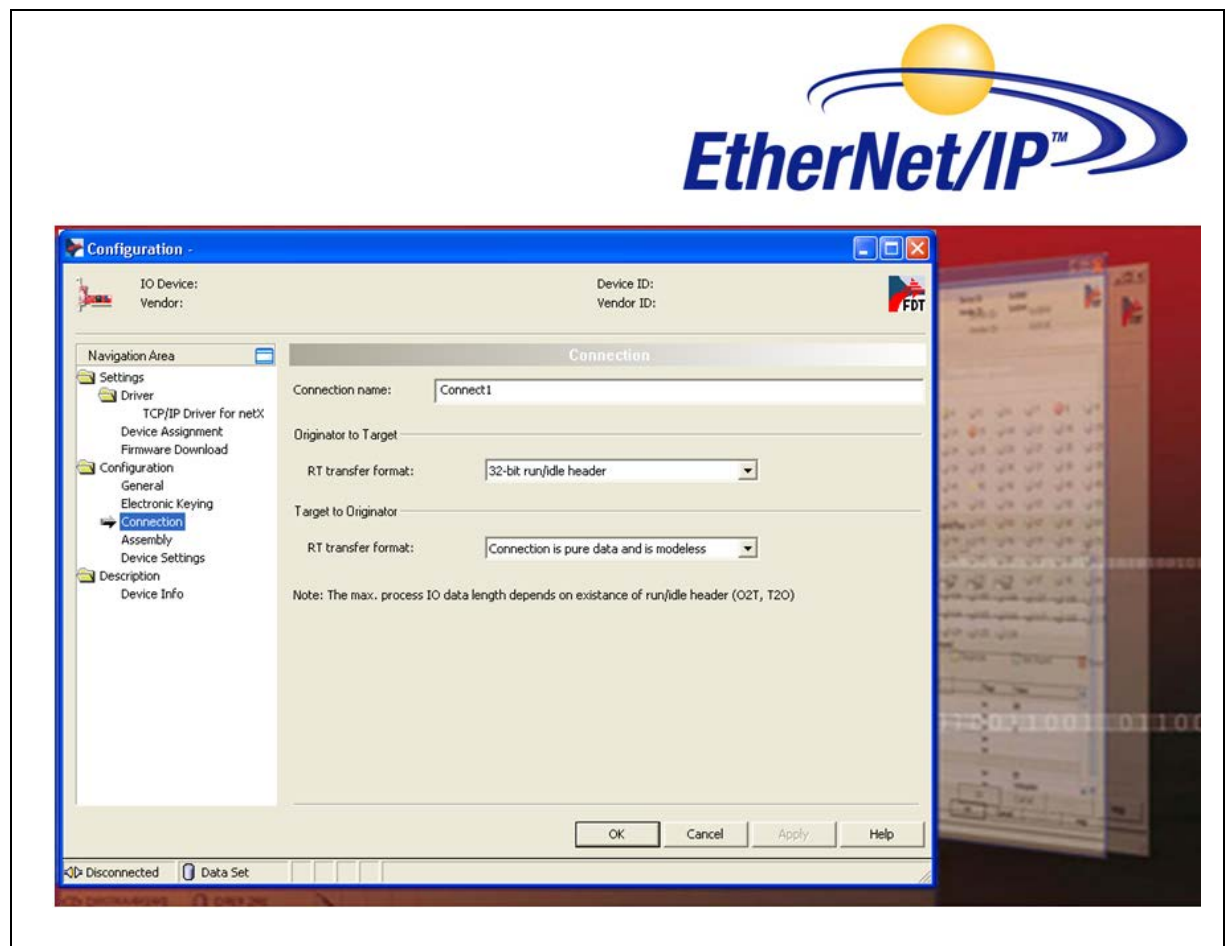 EtherNet/IP™
Configuration -
IO Device:
Vendor:
Device ID:
Vendor ID:
FDT
Navigation Area
Settings
Driver
TCP/IP Driver for netX
Device Assignment
Firmware Download
Configuration
General
Electronic Keying
Connection
Assembly
Device Settings
Description
Device Info
Connection
Connection name: Connect1
Originator to Target
RT transfer format: 32-bit run/idle header
Target to Originator
RT transfer format: Connection is pure data and is modeless
Note: The max. process IO data length depends on existance of run/idle header (O2T, T2O)
OK Cancel Apply Help
Disconnected Data Set